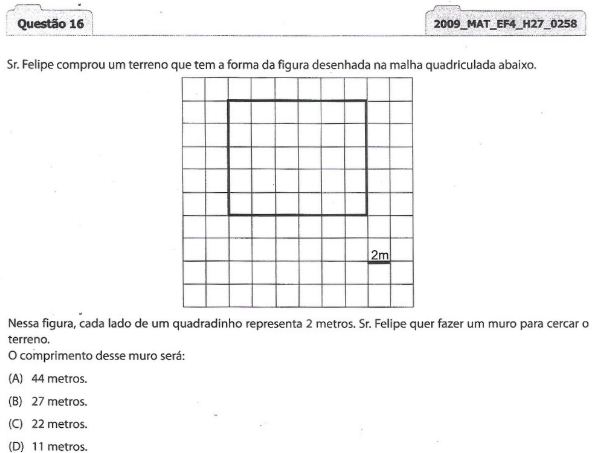 Questão 16
2009_MAT_EF4_H27_0258
Sr. Felipe comprou um terreno que tem a forma da figura desenhada na malha quadriculada abaixo.
2m
Nessa figura, cada lado de um quadradinho representa 2 metros. Sr. Felipe quer fazer um muro para cercar o
terreno.
O comprimento desse muro será:
(A) 44 metros.
(B) 27 metros.
(C) 22 metros.
(D) 11 metros.